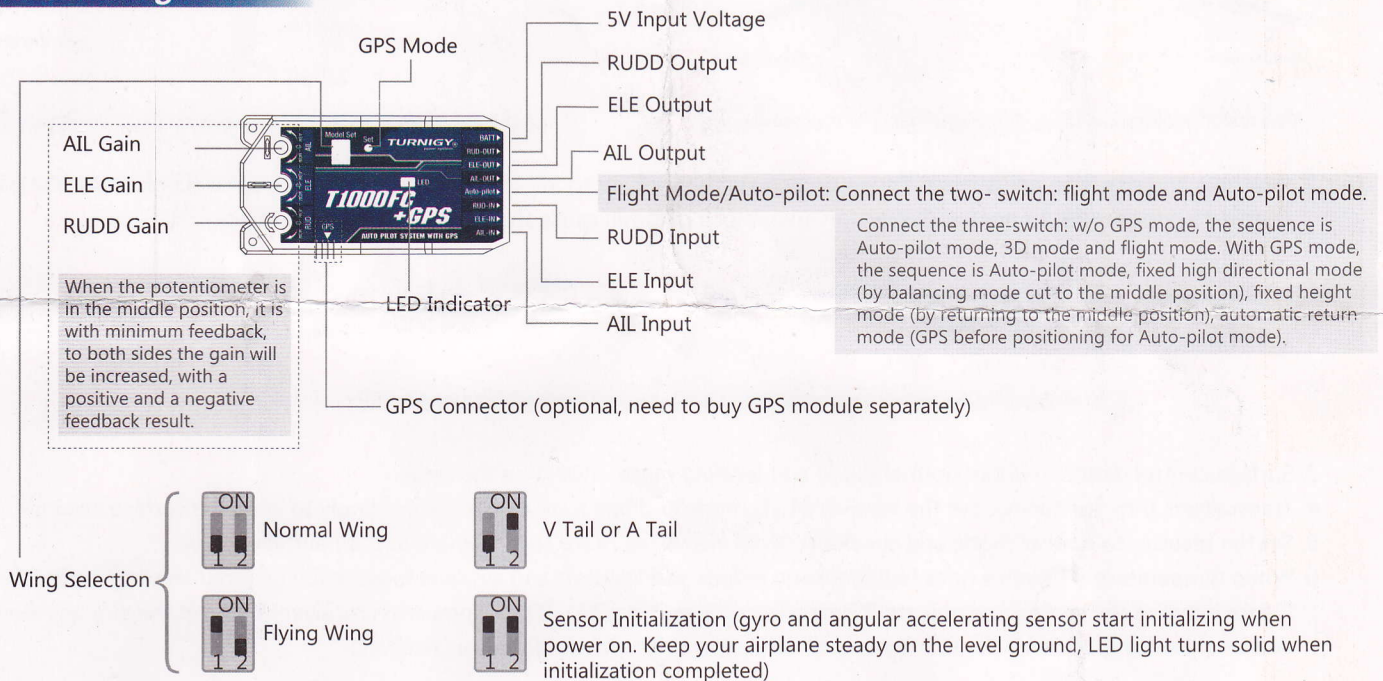 5V Input Voltage
GPS Mode
RUDD Output
ELE Output
AIL Output
AIL Gain
ELE Gain
RUDD Gain
Model Set
Set
TURNIGY
LED
T1000FC
+GPS
GPS
AUTO PILOT SYSTEM WITH GPS
AIL
ELE
RUD
BATT
RUD-OUT
ELE-OUT
AIL-OUT
Auto-pilot
RUD-IN
ELE-IN
AIL-IN
Flight Mode/Auto-pilot: Connect the two- switch: flight mode and Auto-pilot mode.
Connect the three-switch: w/o GPS mode, the sequence is
Auto-pilot mode, 3D mode and flight mode. With GPS mode,
the sequence is Auto-pilot mode, fixed high directional mode
(by balancing mode cut to the middle position), fixed height
mode (by returning to the middle position), automatic return
mode (GPS before positioning for Auto-pilot mode).
RUDD Input
ELE Input
AIL Input
LED Indicator
When the potentiometer is
in the middle position, it is
with minimum feedback,
to both sides the gain will
be increased, with a
positive and a negative
feedback result.
GPS Connector (optional, need to buy GPS module separately)
Wing Selection
ON
1 2
Normal Wing
ON
1 2
V Tail or A Tail
ON
1 2
Flying Wing
ON
1 2
Sensor Initialization (gyro and angular accelerating sensor start initializing when
power on. Keep your airplane steady on the level ground, LED light turns solid when
initialization completed)